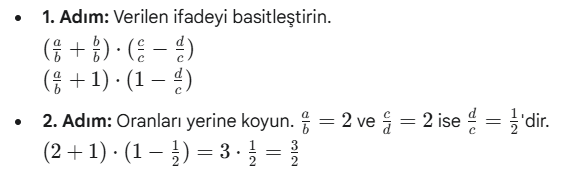 • 1. Adım: Verilen ifadeyi basitleştirin.
(a/b + b/b) · (c/c − d/c)
(a/b + 1) · (1 − d/c)
• 2. Adım: Oranları yerine koyun. a/b = 2 ve c/d = 2 ise d/c = 1/2'dir.
(2 + 1) · (1 − 1/2) = 3 · 1/2 = 3/2